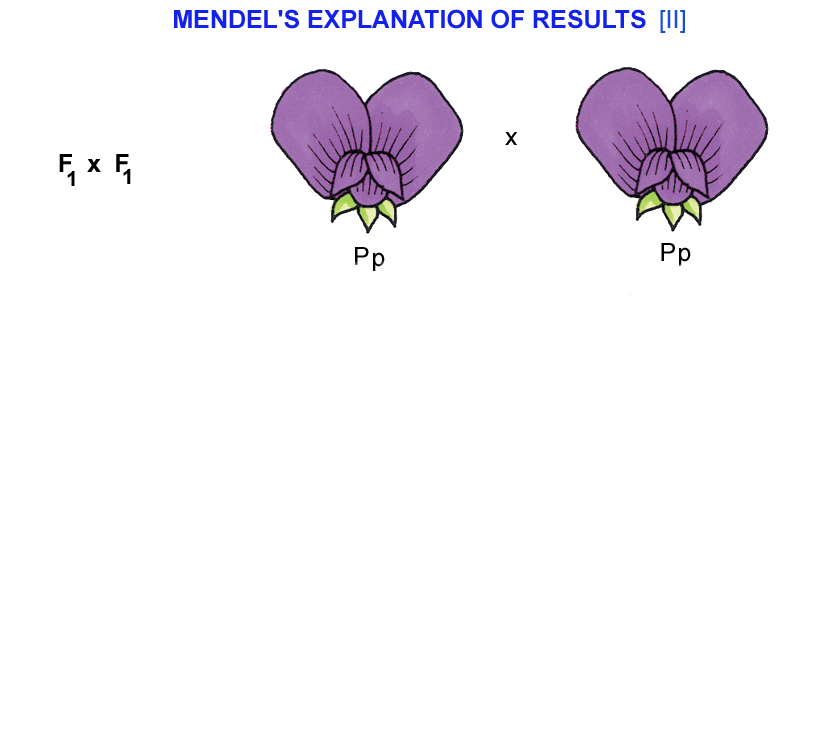 MENDEL'S EXPLANATION OF RESULTS [II]
F1 x F1
x
Pp
Pp